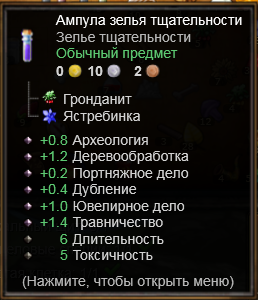 Ампула зелья тщательности
Зелье тщательности
Обычный предмет
0 10 2
Гронданит
Ястребинка
+0.8 Археология
+1.2 Деревообработка
+0.2 Портняжное дело
+0.4 Дубление
+1.0 Ювелирное дело
+1.4 Травничество
6 Длительность
5 Токсичность
(Нажмите, чтобы открыть меню)